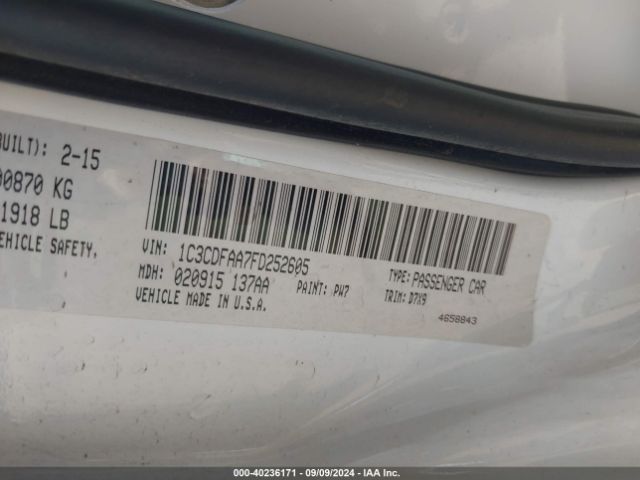 BUILT): 2-15
00870 KG
1918 LB
VEHICLE SAFETY.
VIN: 1C3CDFAA7FD252605
MDH: 020915 137AA
PAINT: PW7
VEHICLE MADE IN U.S.A.
TYPE: PASSENGER CAR
TRIM: D7X9
4658843
000-40236171 - 09/09/2024 - IAA Inc.